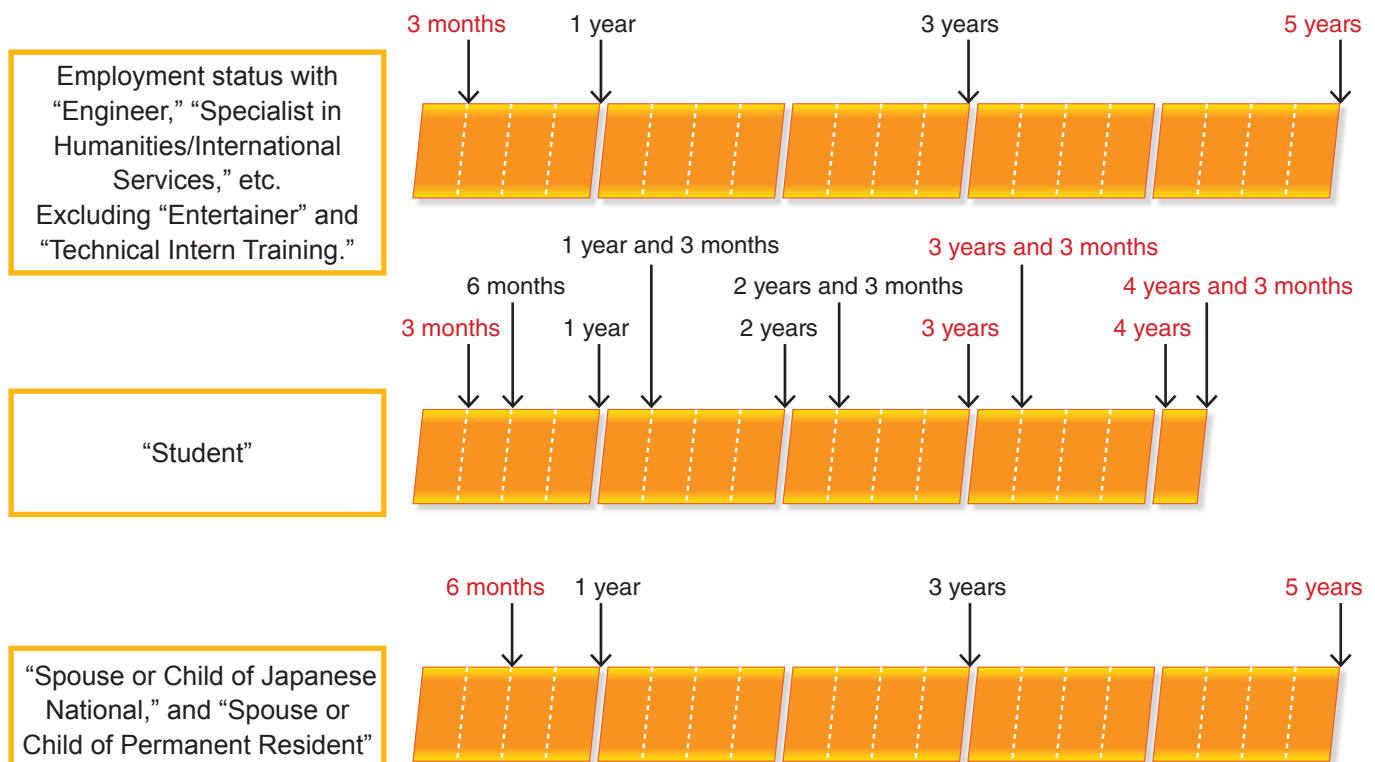 3 months 1 year 3 years 5 years
Employment status with
“Engineer,” “Specialist in
Humanities/International
Services,” etc.
Excluding “Entertainer” and
“Technical Intern Training.”
1 year and 3 months 3 years and 3 months
6 months 2 years and 3 months 4 years and 3 months
3 months 1 year 2 years 3 years 4 years
“Student”
6 months 1 year 3 years 5 years
“Spouse or Child of Japanese
National,” and “Spouse or
Child of Permanent Resident”